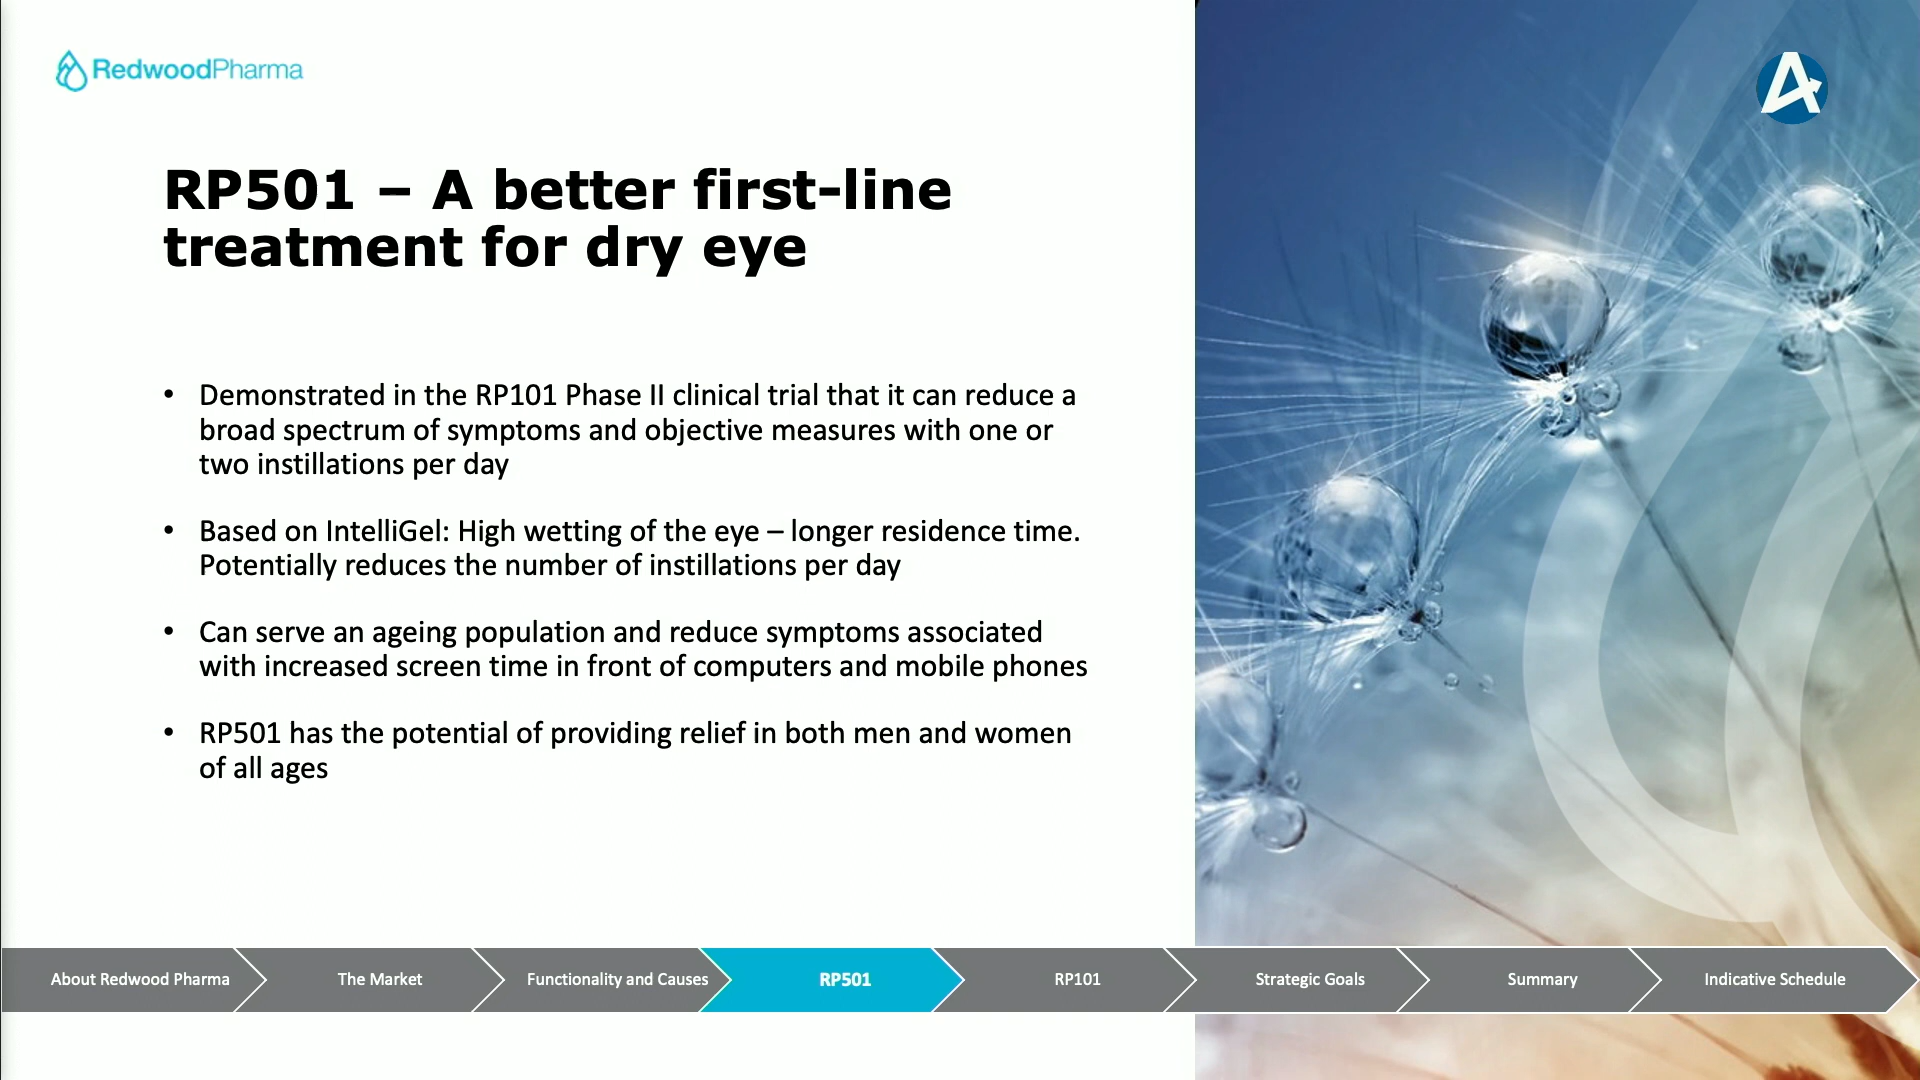 RedwoodPharma
RP501 – A better first-line
treatment for dry eye
• Demonstrated in the RP101 Phase II clinical trial that it can reduce a
broad spectrum of symptoms and objective measures with one or
two instillations per day
• Based on IntelliGel: High wetting of the eye – longer residence time.
Potentially reduces the number of instillations per day
• Can serve an ageing population and reduce symptoms associated
with increased screen time in front of computers and mobile phones
• RP501 has the potential of providing relief in both men and women
of all ages
About Redwood Pharma
The Market
Functionality and Causes
RP501
RP101
Strategic Goals
Summary
Indicative Schedule